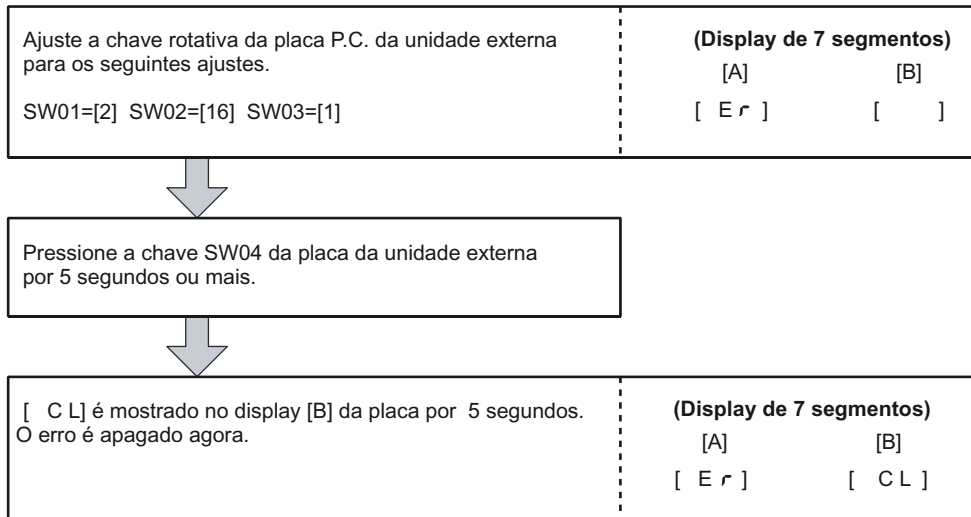 Ajuste a chave rotativa da placa P.C. da unidade externa
para os seguintes ajustes.
SW01=[2] SW02=[16] SW03=[1]
(Display de 7 segmentos)
[A] [B]
[ E r ] [ ]
Pressione a chave SW04 da placa da unidade externa
por 5 segundos ou mais.
[ C L] é mostrado no display [B] da placa por 5 segundos.
O erro é apagado agora.
(Display de 7 segmentos)
[A] [B]
[ E r ] [ C L ]